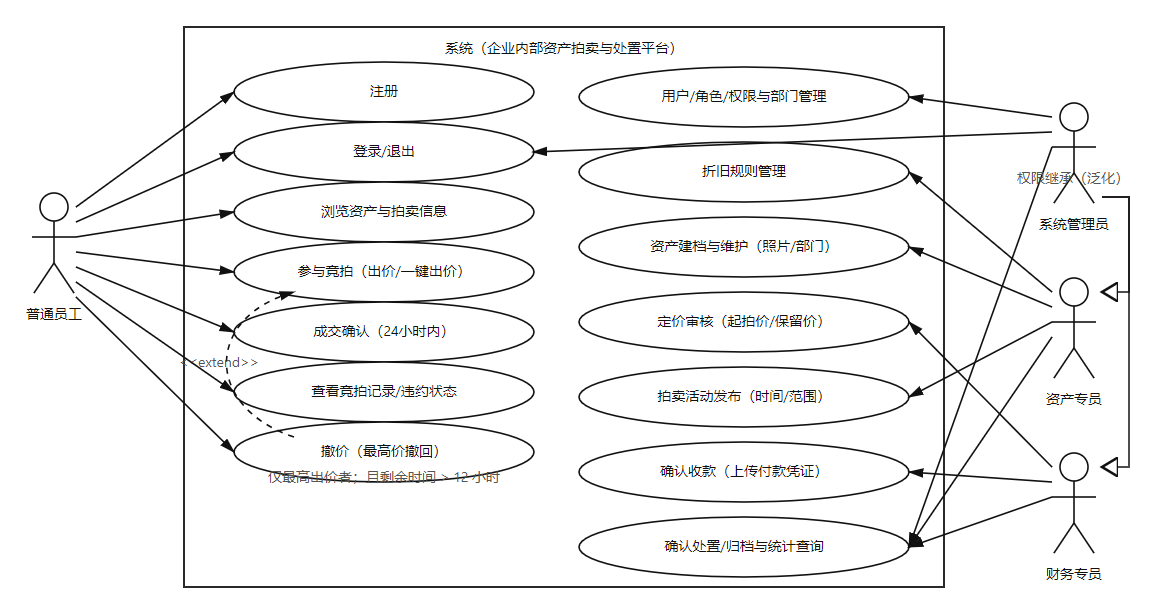 系统（企业内部资产拍卖与处置平台）
注册
登录/退出
浏览资产与拍卖信息
参与竞拍（出价/一键出价）
成交确认（24小时内）
<<extend>>
查看竞拍记录/违约状态
撤价（最高价撤回）
仅最高出价者；且剩余时间 > 12 小时
普通员工
用户/角色/权限与部门管理
折旧规则管理
资产建档与维护（照片/部门）
定价审核（起拍价/保留价）
拍卖活动发布（时间/范围）
确认收款（上传付款凭证）
确认处置/归档与统计查询
权限继承（泛化）
系统管理员
资产专员
财务专员